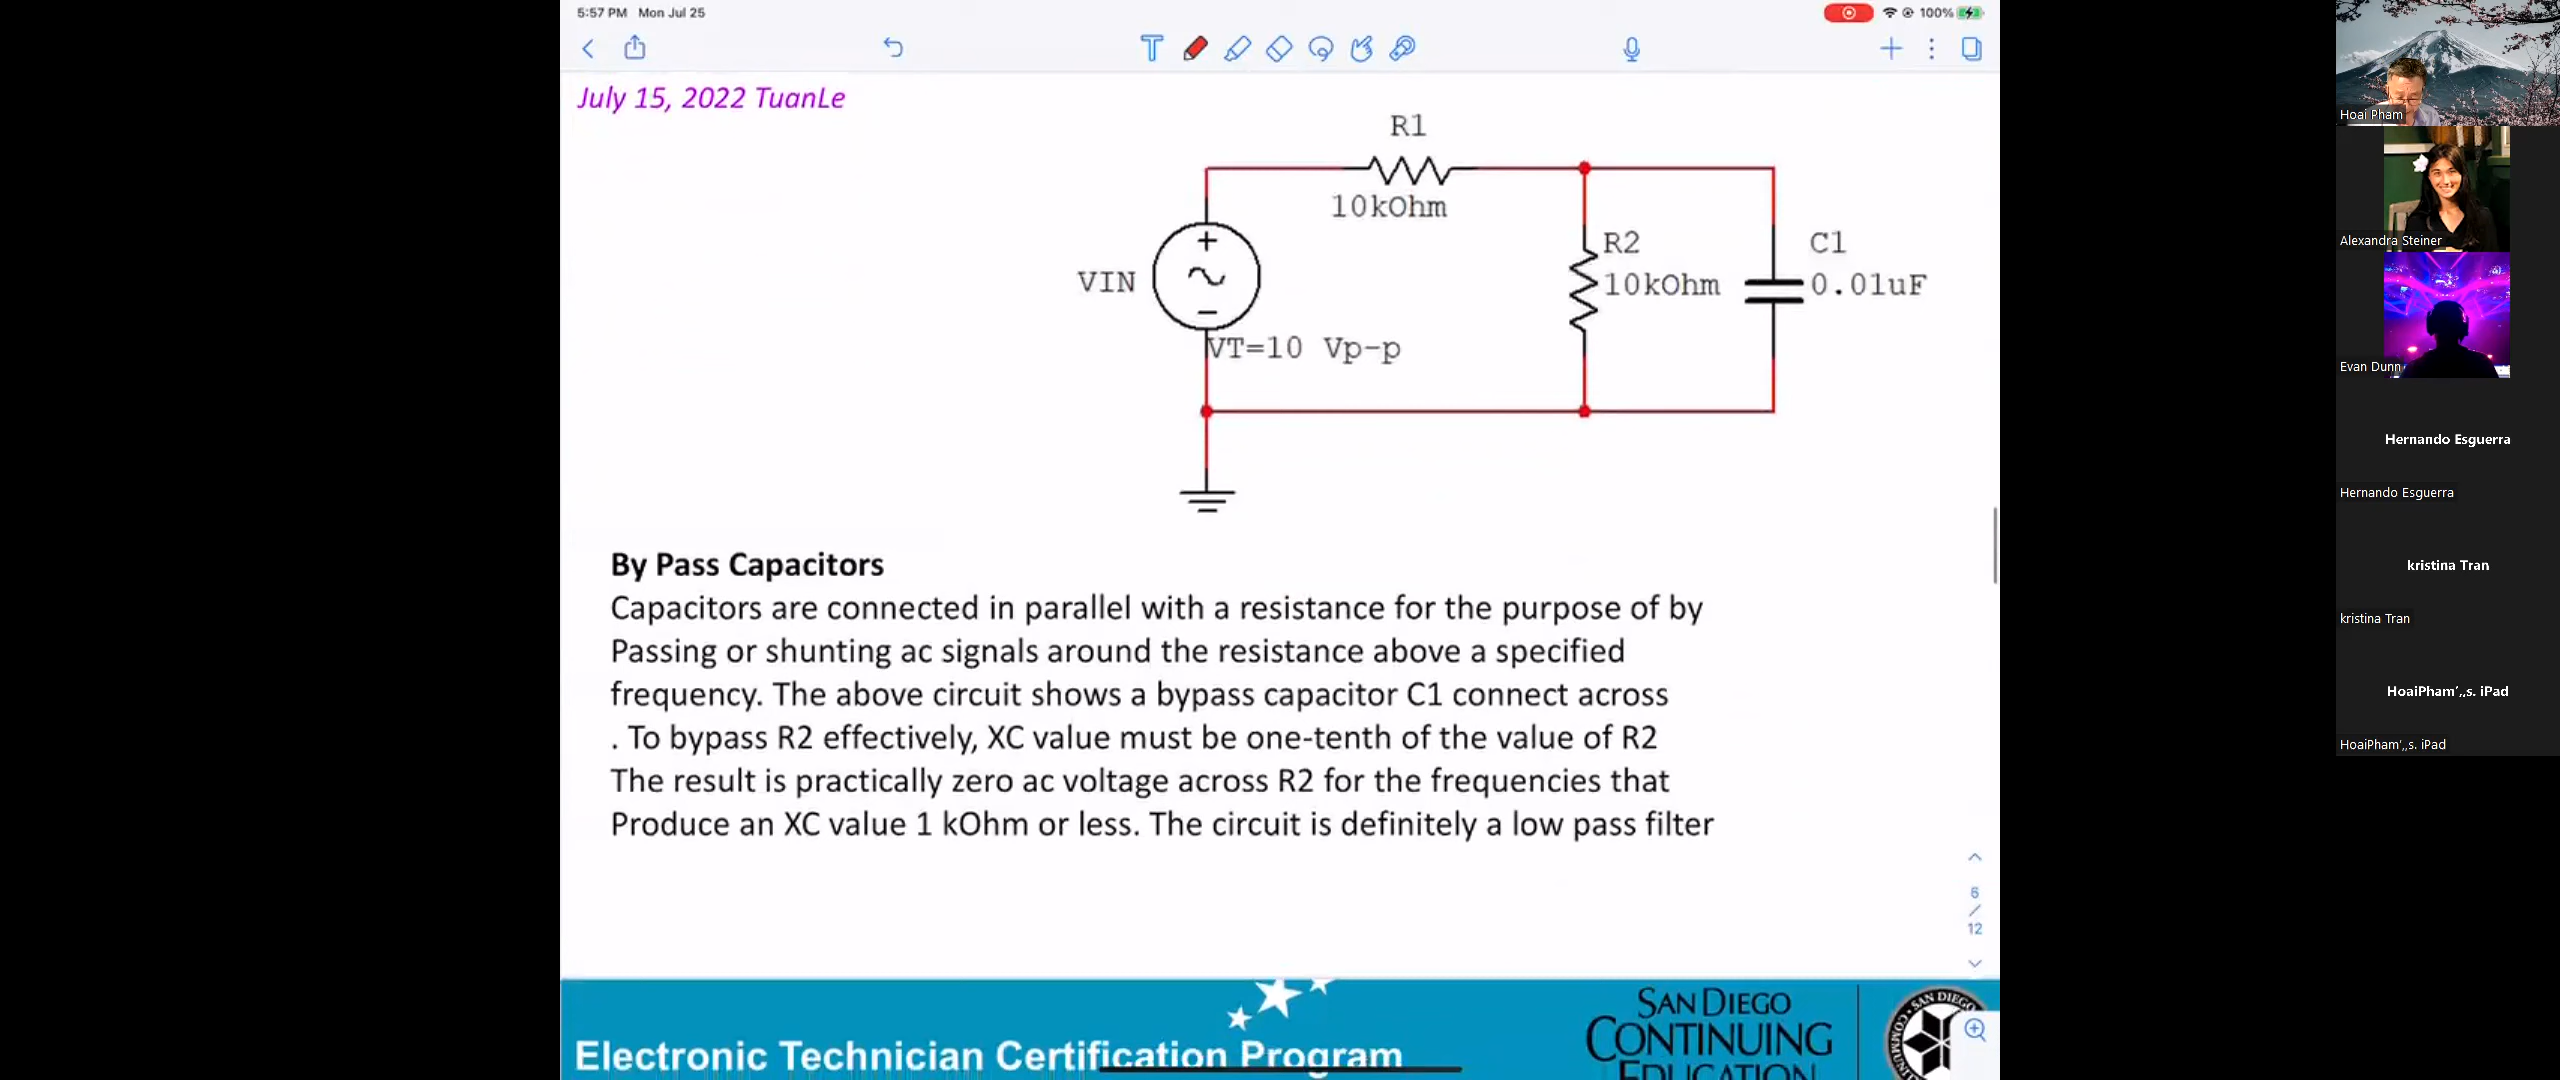 5:57 PM Mon Jul 25
100%
July 15, 2022 TuanLe
R1
10kOhm
R2
10kOhm
C1
0.01uF
VIN
VT=10 Vp-p
By Pass Capacitors
Capacitors are connected in parallel with a resistance for the purpose of by
Passing or shunting ac signals around the resistance above a specified
frequency. The above circuit shows a bypass capacitor C1 connect across
. To bypass R2 effectively, XC value must be one-tenth of the value of R2
The result is practically zero ac voltage across R2 for the frequencies that
Produce an XC value 1 kOhm or less. The circuit is definitely a low pass filter
6
/
12
Electronic Technician Certification Program
SAN DIEGO
CONTINUING
EDUCATION
SAN DIEGO
Hoai Pham
Alexandra Steiner
Evan Dunn
Hernando Esguerra
Hernando Esguerra
kristina Tran
kristina Tran
HoaiPham’,,s. iPad
HoaiPham’,,s. iPad